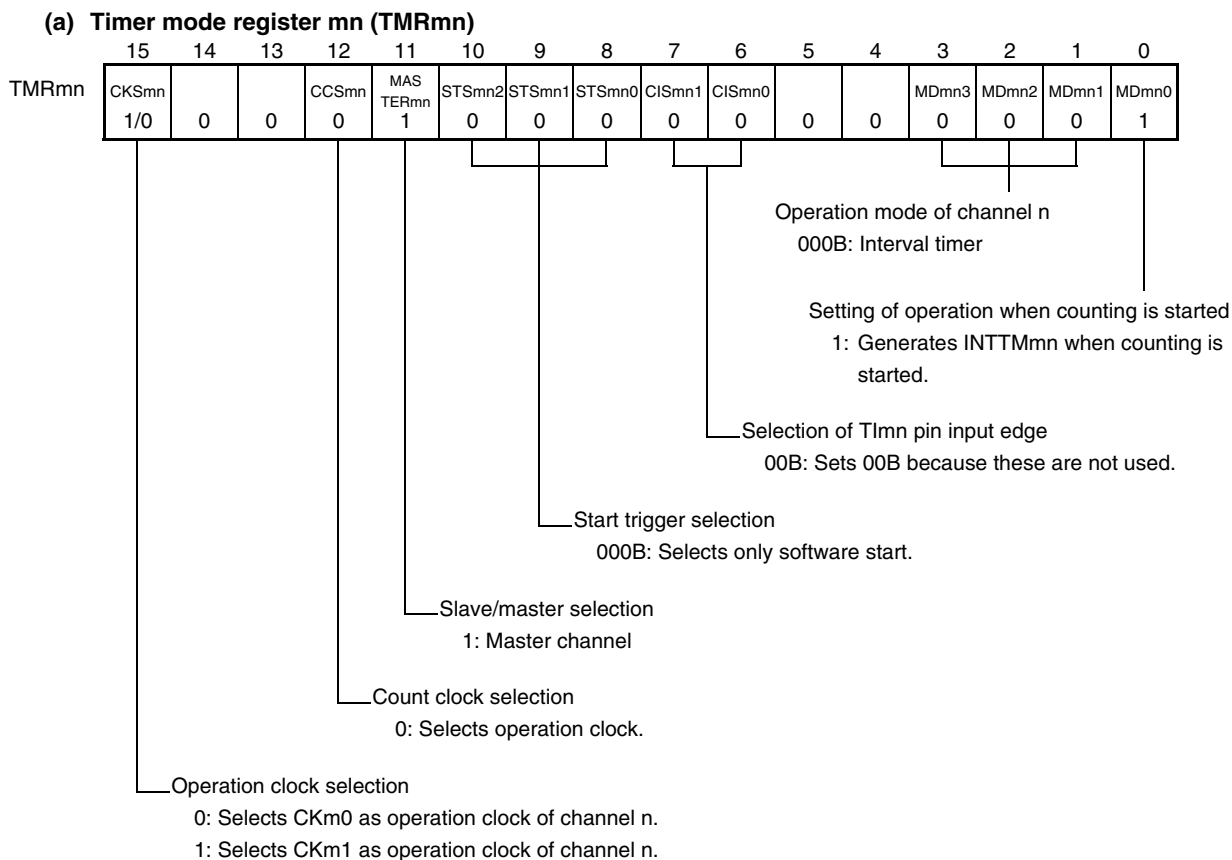 (a) Timer mode register mn (TMRmn)
15 14 13 12 11 10 9 8 7 6 5 4 3 2 1 0
TMRmn CKSmn CCSmn MAS TERmn STSmn2 STSmn1 STSmn0 CISmn1 CISmn0 MDmn3 MDmn2 MDmn1 MDmn0
1/0 0 0 0 1 0 0 0 0 0 0 0 0 0 0 1
Operation mode of channel n
000B: Interval timer
Setting of operation when counting is started
1: Generates INTTMmn when counting is
started.
Selection of TImn pin input edge
00B: Sets 00B because these are not used.
Start trigger selection
000B: Selects only software start.
Slave/master selection
1: Master channel
Count clock selection
0: Selects operation clock.
Operation clock selection
0: Selects CKm0 as operation clock of channel n.
1: Selects CKm1 as operation clock of channel n.